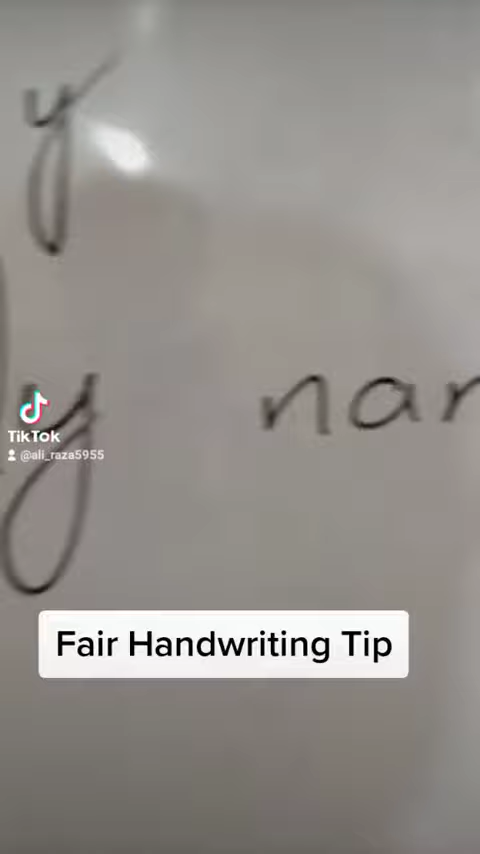 y
y nar
TikTok
@ali_raza5955
Fair Handwriting Tip